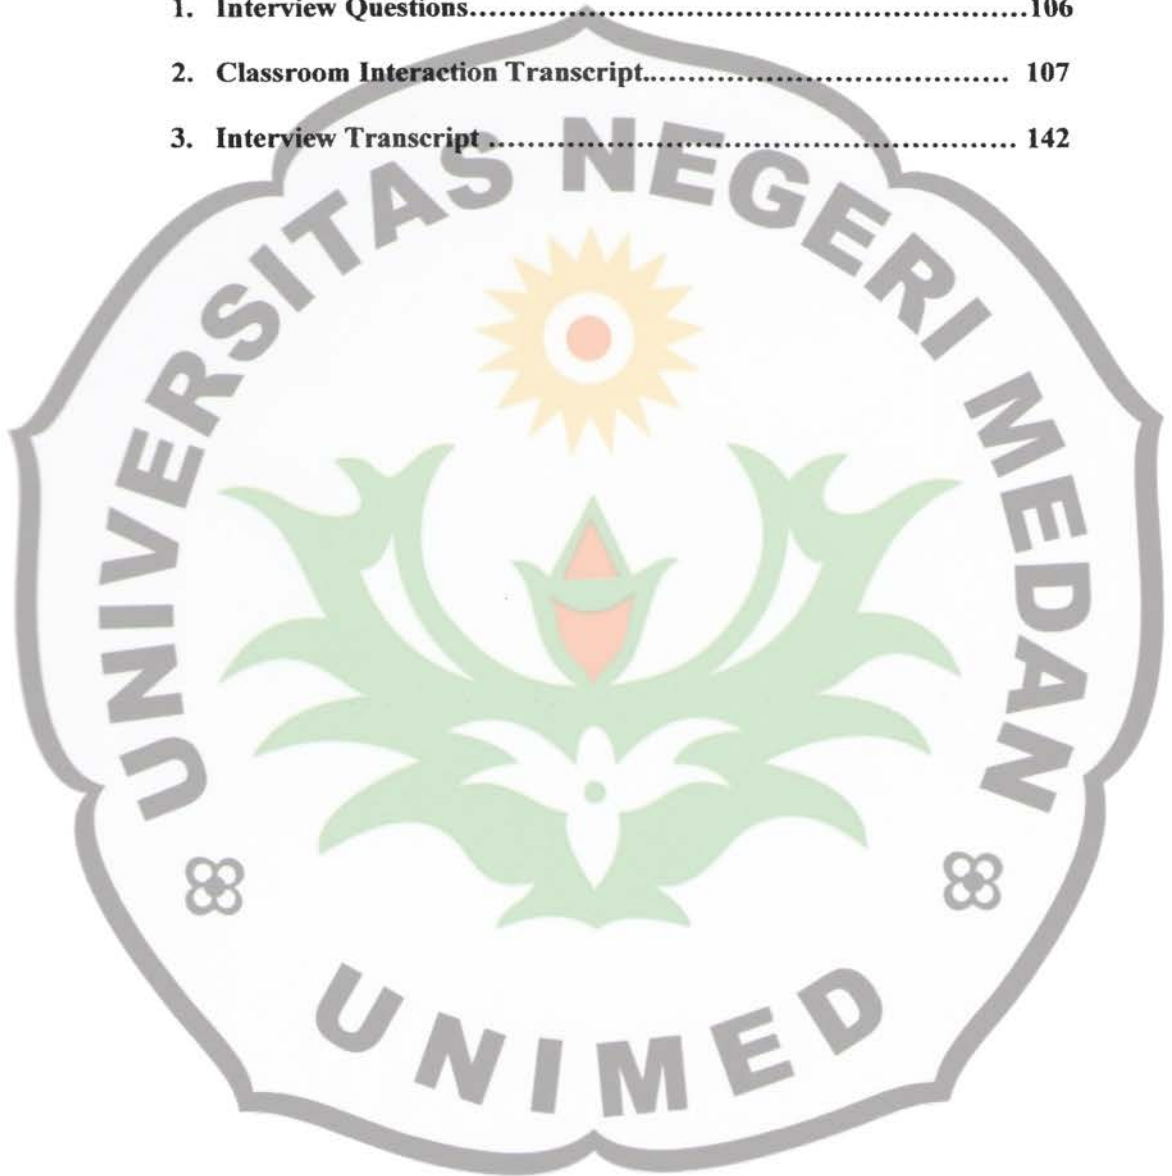 1. Interview Questions..............................................................106
2. Classroom Interaction Transcript........................................ 107
3. Interview Transcript ........................................................... 142
UNIVERSITAS NEGERI MEDAN
UNIMED